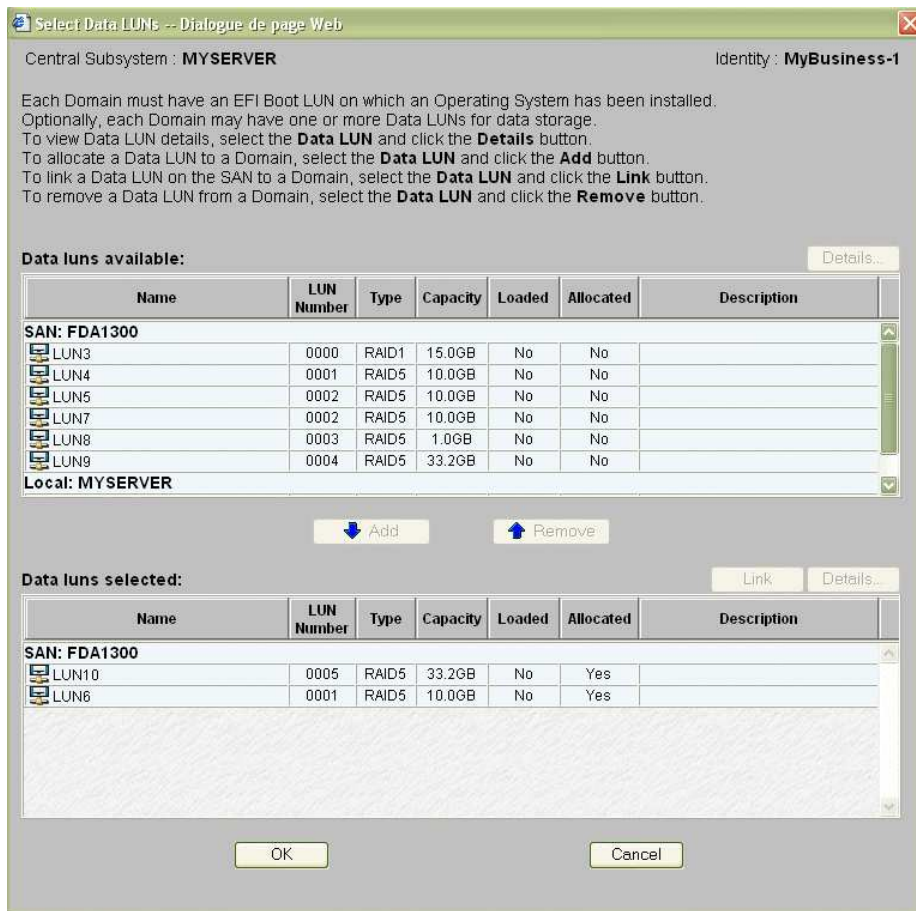 Select Data LUNs -- Dialogue de page Web
Central Subsystem : MYSERVER Identity : MyBusiness-1
Each Domain must have an EFI Boot LUN on which an Operating System has been installed.
Optionally, each Domain may have one or more Data LUNs for data storage.
To view Data LUN details, select the Data LUN and click the Details button.
To allocate a Data LUN to a Domain, select the Data LUN and click the Add button.
To link a Data LUN on the SAN to a Domain, select the Data LUN and click the Link button.
To remove a Data LUN from a Domain, select the Data LUN and click the Remove button.
Data luns available: Details...
Name LUN Number Type Capacity Loaded Allocated Description
SAN: FDA1300
LUN3 0000 RAID1 15.0GB No No
LUN4 0001 RAID5 10.0GB No No
LUN5 0002 RAID5 10.0GB No No
LUN7 0002 RAID5 10.0GB No No
LUN8 0003 RAID5 1.0GB No No
LUN9 0004 RAID5 33.2GB No No
Local: MYSERVER
Add Remove
Data luns selected: Link Details...
Name LUN Number Type Capacity Loaded Allocated Description
SAN: FDA1300
LUN10 0005 RAID5 33.2GB No Yes
LUN6 0001 RAID5 10.0GB No Yes
OK Cancel